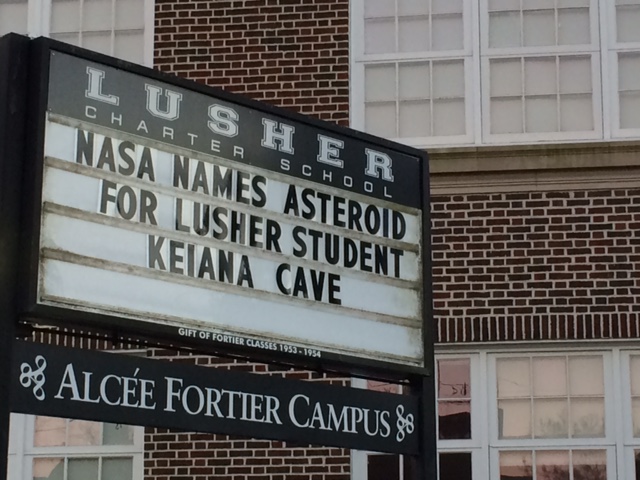 LUSHER
CHARTER SCHOOL
NASA NAMES ASTEROID
FOR LUSHER STUDENT
KEIANA CAVE
GIFT OF FORTIER CLASSES 1953 - 1954
ALCÉE FORTIER CAMPUS